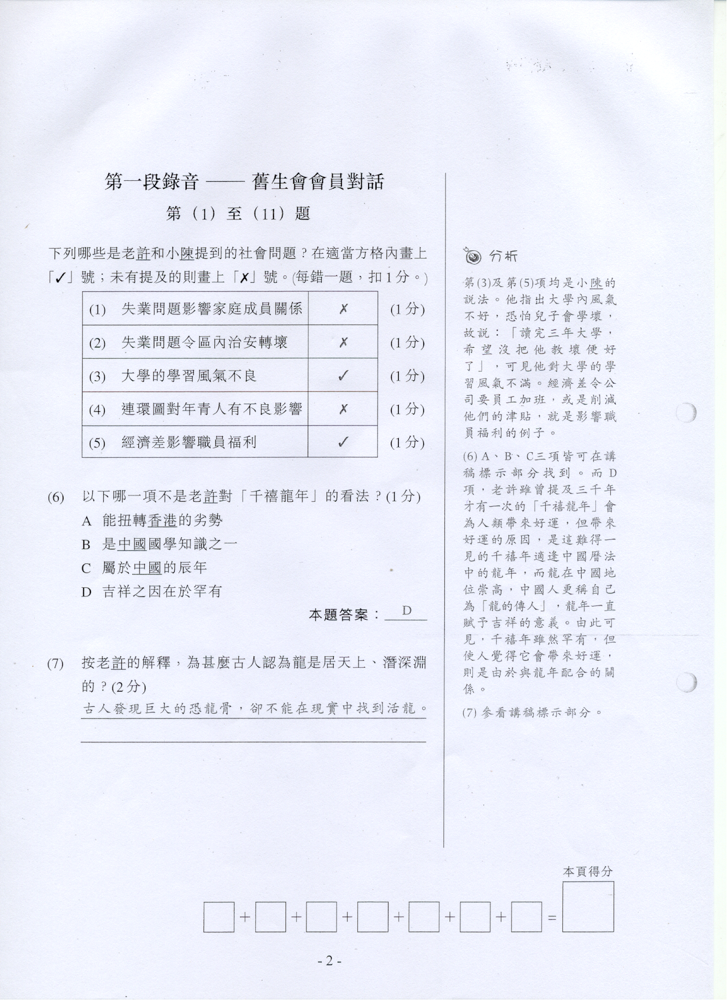 第一段錄音 —— 舊生會會員對話
第（1）至（11）題
下列哪些是老許和小陳提到的社會問題？在適當方格內畫上
「✓」號；未有提及的則畫上「✗」號。(每錯一題，扣1分。)
(1) 失業問題影響家庭成員關係 ✗ (1分)
(2) 失業問題令區內治安轉壞 ✗ (1分)
(3) 大學的學習風氣不良 ✓ (1分)
(4) 連環圖對年青人有不良影響 ✗ (1分)
(5) 經濟差影響職員福利 ✓ (1分)
(6) 以下哪一項不是老許對「千禧龍年」的看法？(1分)
A 能扭轉香港的劣勢
B 是中國國學知識之一
C 屬於中國的辰年
D 吉祥之因在於罕有
本題答案：D
(7) 按老許的解釋，為甚麼古人認為龍是居天上、潛深淵
的？(2分)
古人發現巨大的恐龍骨，卻不能在現實中找到活龍。
分析
第(3)及第(5)項均是小陳的
說法。他指出大學內風氣
不好，恐怕兒子會學壞，
故說：「讀完三年大學，
希望沒把他教壞便好
了」，可見他對大學的學
習風氣不滿。經濟差令公
司要員工加班，或是削減
他們的津貼，就是影響職
員福利的例子。
(6) A、B、C三項皆可在講
稿標示部分找到。而D
項，老許雖曾提及三千年
才有一次的「千禧龍年」會
為人類帶來好運，但帶來
好運的原因，是這難得一
見的千禧年適逢中國曆法
中的龍年，而龍在中國地
位崇高，中國人更稱自己
為「龍的傳人」，龍年一直
賦予吉祥的意義。由此可
見，千禧年雖然罕有，但
使人覺得它會帶來好運，
則是由於與龍年配合的關
係。
(7) 參看講稿標示部分。
本頁得分
□+□+□+□+□+□+□=□
- 2 -